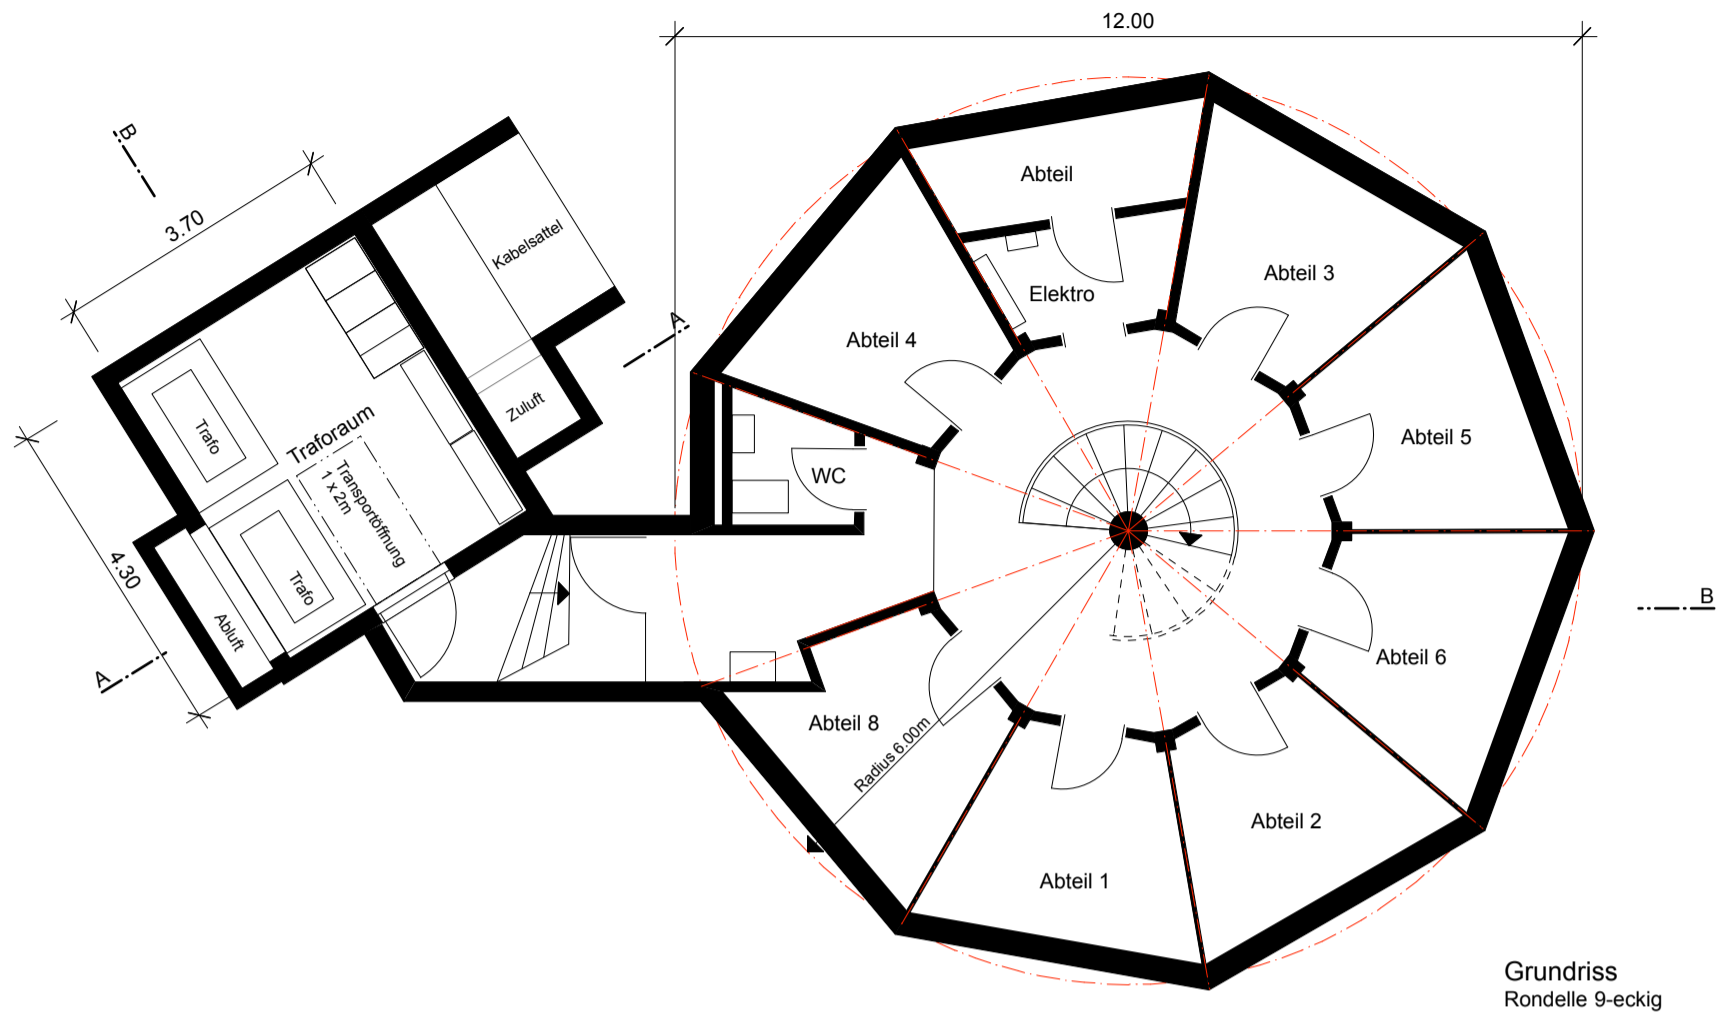 12.00
B
3.70
Kabelsattel
Zuluft
A
Trafo
Traforaum
Transportöffnung
1 x 2m
Trafo
Abluft
4.30
A
Abteil
Elektro
Abteil 3
Abteil 4
Abteil 5
WC
B
Abteil 6
Abteil 8
Radius 6.00m
Abteil 2
Abteil 1
Grundriss
Rondelle 9-eckig